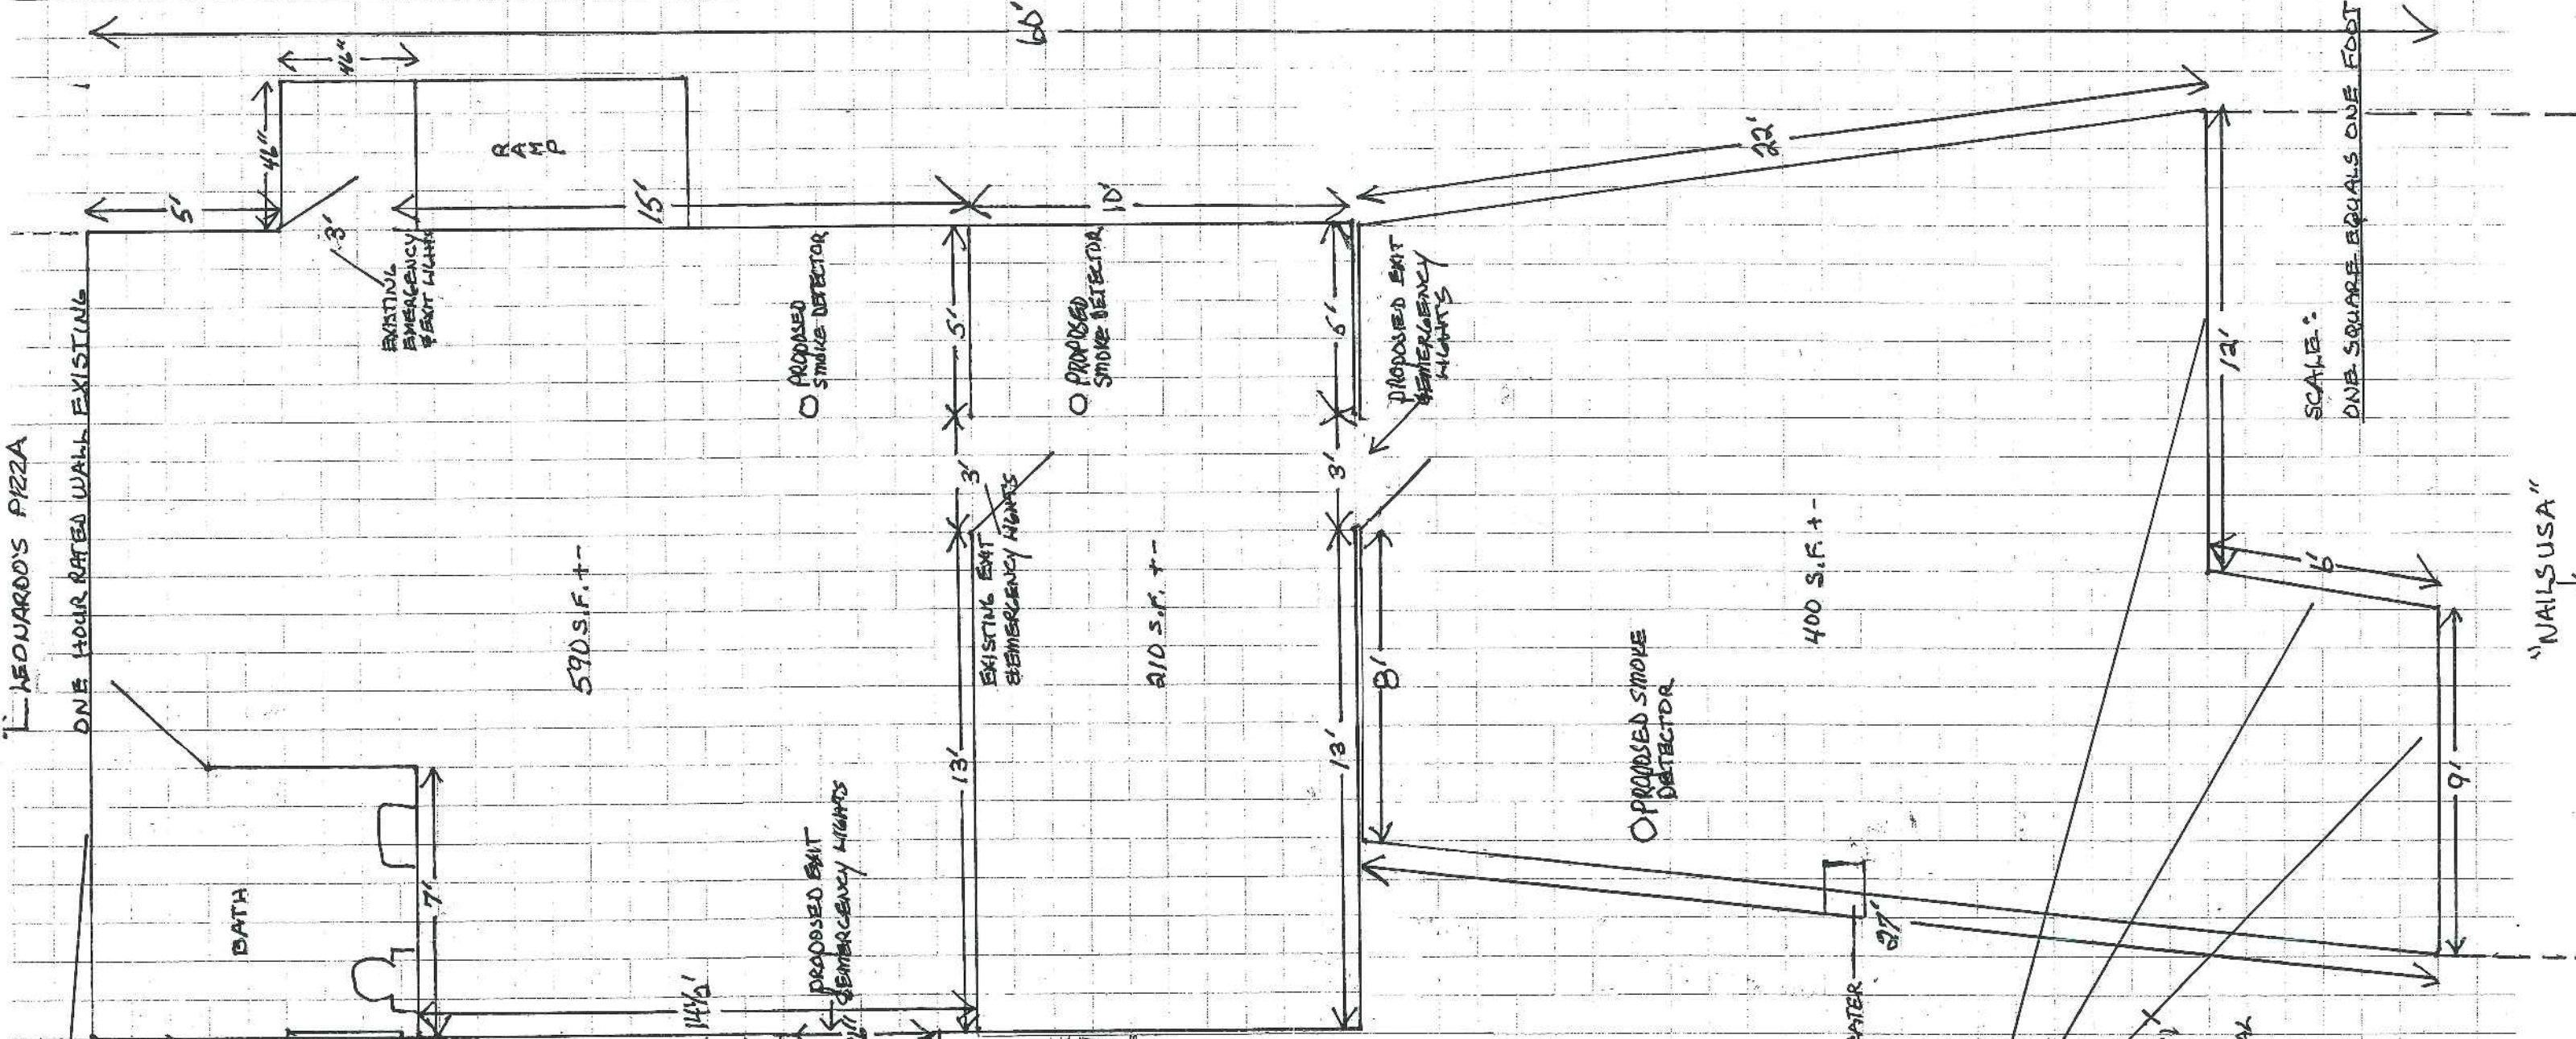 LEONARDO'S PIZZA
ONE HOUR RATED WALL EXISTING
60'
46"
46"
5'
3'
RAMP
15'
10'
22'
EXISTING
EMERGENCY
& EXIT LIGHTS
PROPOSED
SMOKE DETECTOR
5'
PROPOSED
SMOKE DETECTOR
5'
PROPOSED EXIT
& EMERGENCY
LIGHTS
12'
SCALE:
ONE SQUARE EQUALS ONE FOOT
3'
3'
590 S.F. +-
EXISTING EXIT
& EMERGENCY LIGHTS
210 S.F. +-
400 S.F. +-
6'
"NAILS USA"
BATH
7'
13'
13'
8'
PROPOSED SMOKE
DETECTOR
9'
PROPOSED EXIT
& EMERGENCY LIGHTS
14 1/2'
27'